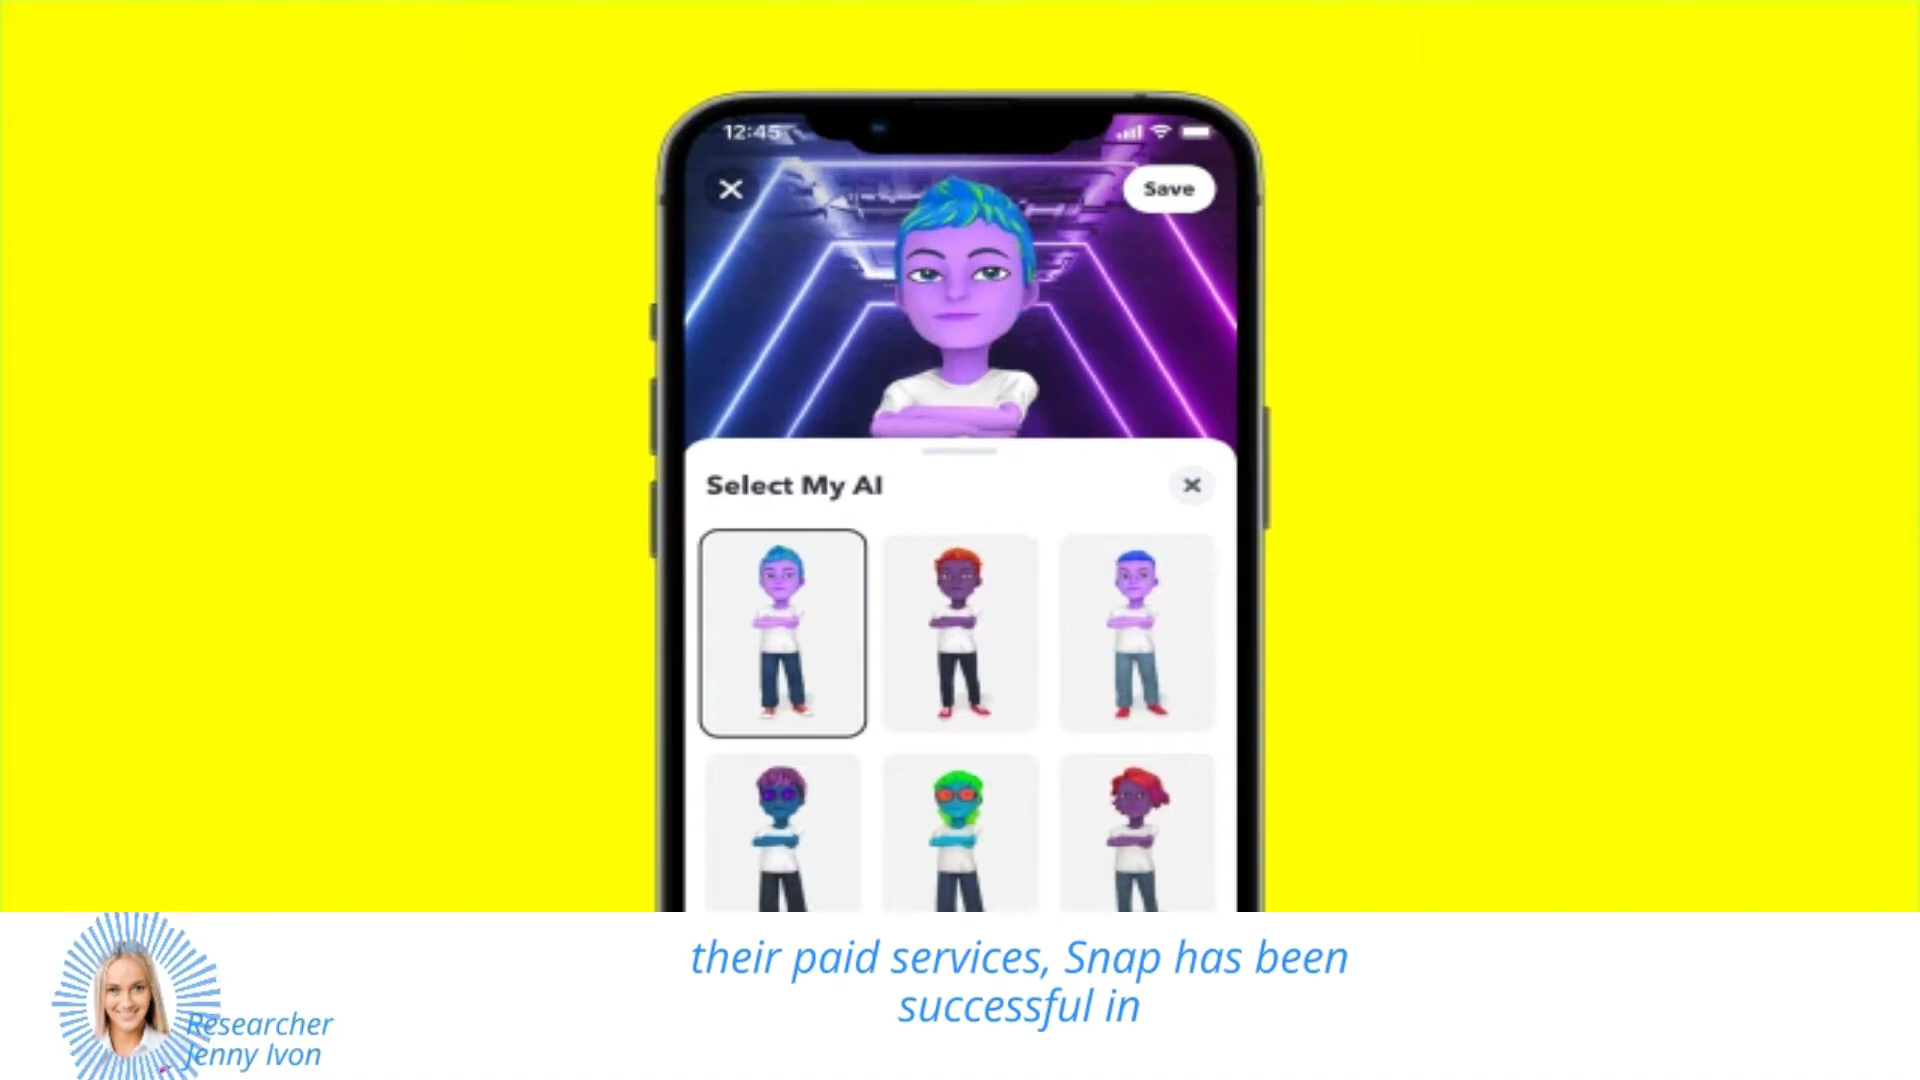 12:45
Save
Select My AI
their paid services, Snap has been
successful in
Researcher
Jenny Ivon